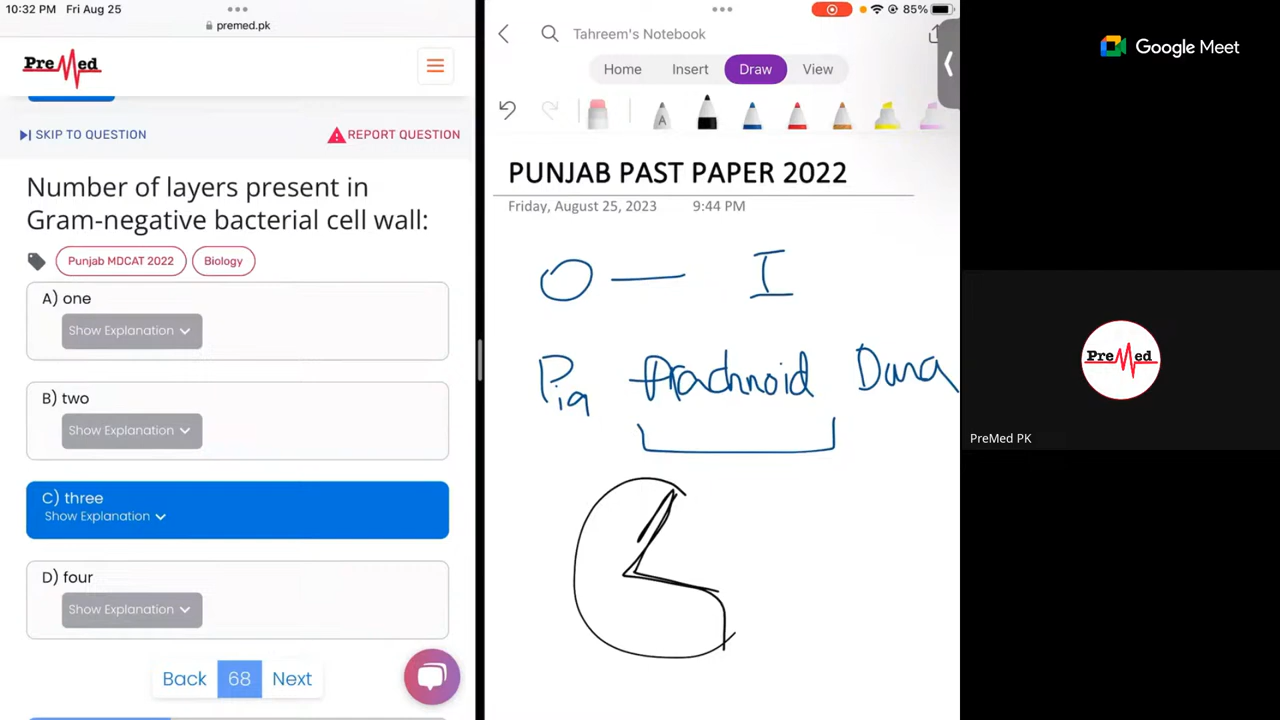 10:32 PM Fri Aug 25
premed.pk
PreMed
SKIP TO QUESTION
REPORT QUESTION
Number of layers present in
Gram-negative bacterial cell wall:
Punjab MDCAT 2022
Biology
A) one
Show Explanation
B) two
Show Explanation
C) three
Show Explanation
D) four
Show Explanation
Back 68 Next
85%
Tahreem's Notebook
Home Insert Draw View
A
PUNJAB PAST PAPER 2022
Friday, August 25, 2023 9:44 PM
O — I
Pia Arachnoid Dura
Google Meet
PreMed
PreMed PK